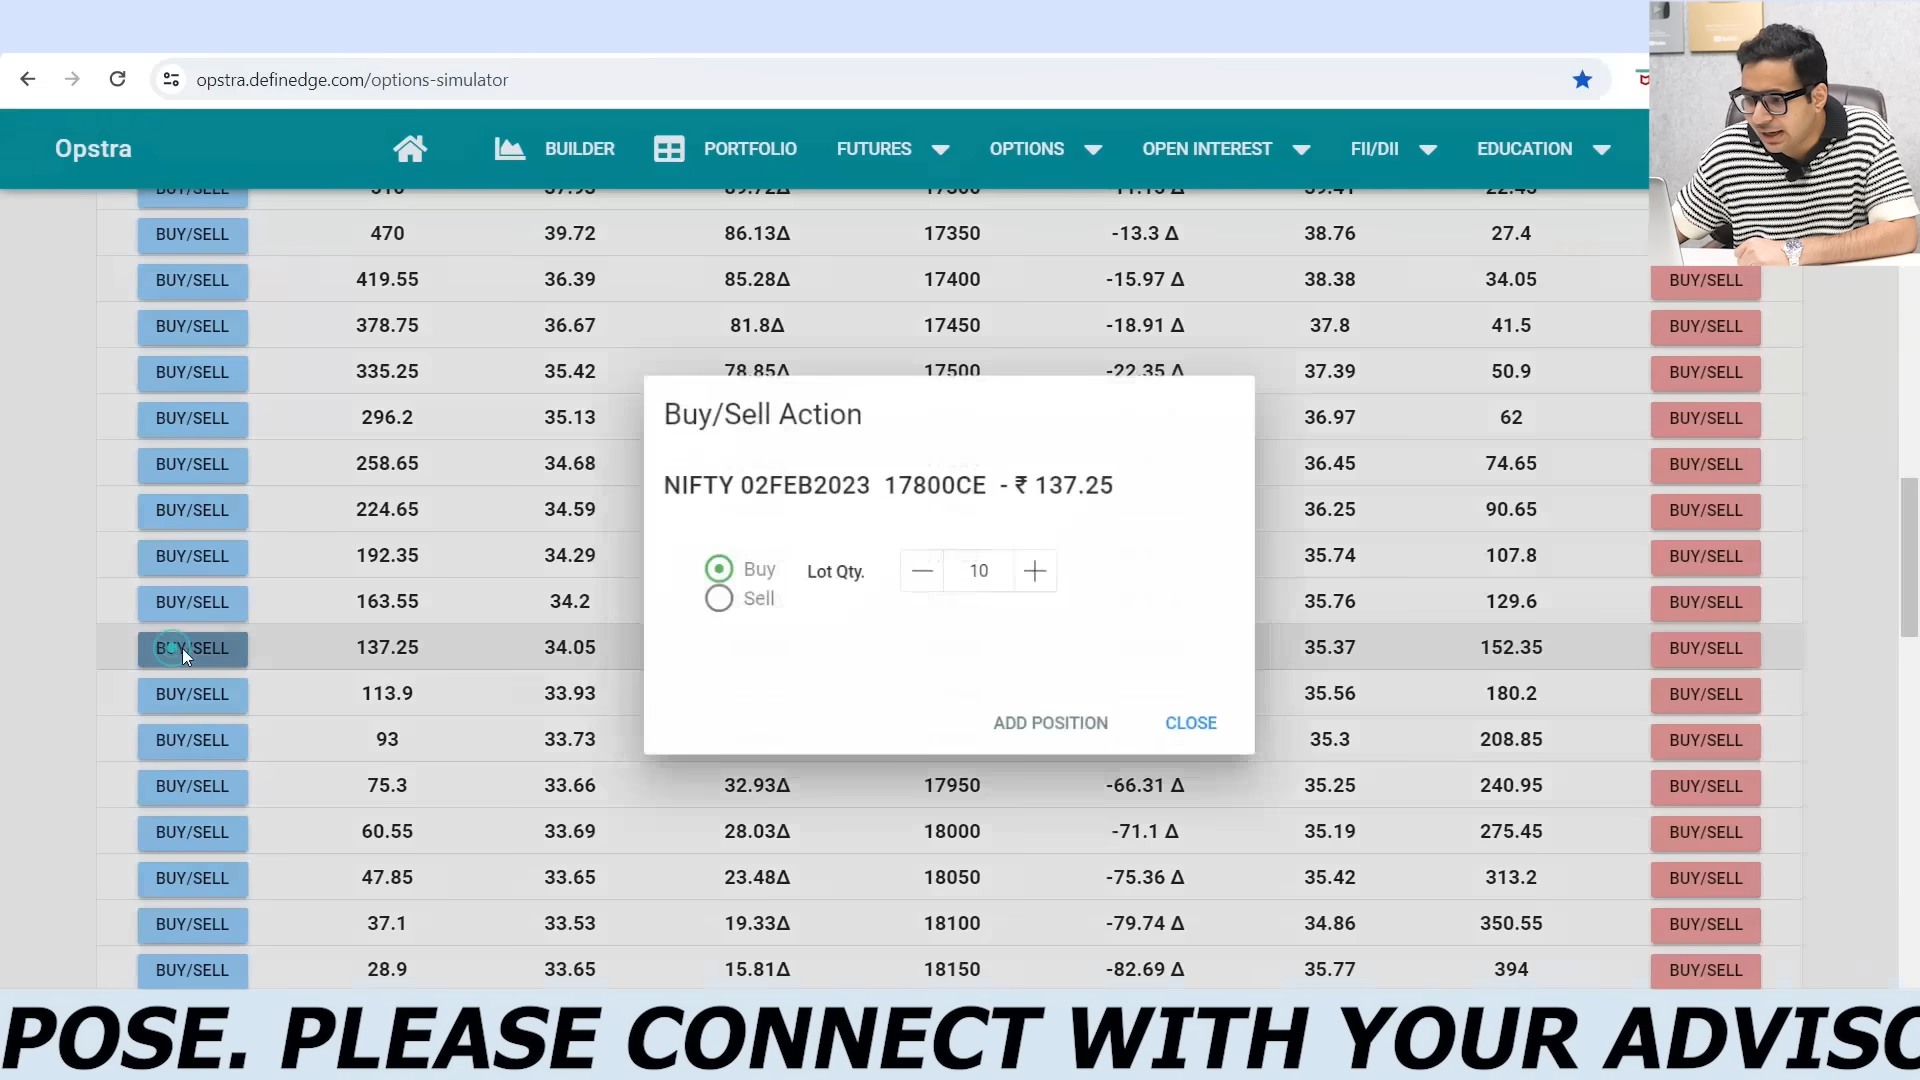 opstra.definedge.com/options-simulator
Opstra BUILDER PORTFOLIO FUTURES OPTIONS OPEN INTEREST FII/DII EDUCATION
BUY/SELL 470 39.72 86.13Δ 17350 -13.3 Δ 38.76 27.4
BUY/SELL 419.55 36.39 85.28Δ 17400 -15.97 Δ 38.38 34.05 BUY/SELL
BUY/SELL 378.75 36.67 81.8Δ 17450 -18.91 Δ 37.8 41.5 BUY/SELL
BUY/SELL 335.25 35.42 78.85Δ 17500 -22.35 Δ 37.39 50.9 BUY/SELL
BUY/SELL 296.2 35.13 36.97 62 BUY/SELL
BUY/SELL 258.65 34.68 36.45 74.65 BUY/SELL
BUY/SELL 224.65 34.59 36.25 90.65 BUY/SELL
BUY/SELL 192.35 34.29 35.74 107.8 BUY/SELL
BUY/SELL 163.55 34.2 35.76 129.6 BUY/SELL
BUY/SELL 137.25 34.05 35.37 152.35 BUY/SELL
BUY/SELL 113.9 33.93 35.56 180.2 BUY/SELL
BUY/SELL 93 33.73 35.3 208.85 BUY/SELL
BUY/SELL 75.3 33.66 32.93Δ 17950 -66.31 Δ 35.25 240.95 BUY/SELL
BUY/SELL 60.55 33.69 28.03Δ 18000 -71.1 Δ 35.19 275.45 BUY/SELL
BUY/SELL 47.85 33.65 23.48Δ 18050 -75.36 Δ 35.42 313.2 BUY/SELL
BUY/SELL 37.1 33.53 19.33Δ 18100 -79.74 Δ 34.86 350.55 BUY/SELL
BUY/SELL 28.9 33.65 15.81Δ 18150 -82.69 Δ 35.77 394 BUY/SELL
Buy/Sell Action
NIFTY 02FEB2023 17800CE - ₹ 137.25
Buy
Sell
Lot Qty. 10
ADD POSITION CLOSE
POSE. PLEASE CONNECT WITH YOUR ADVISO